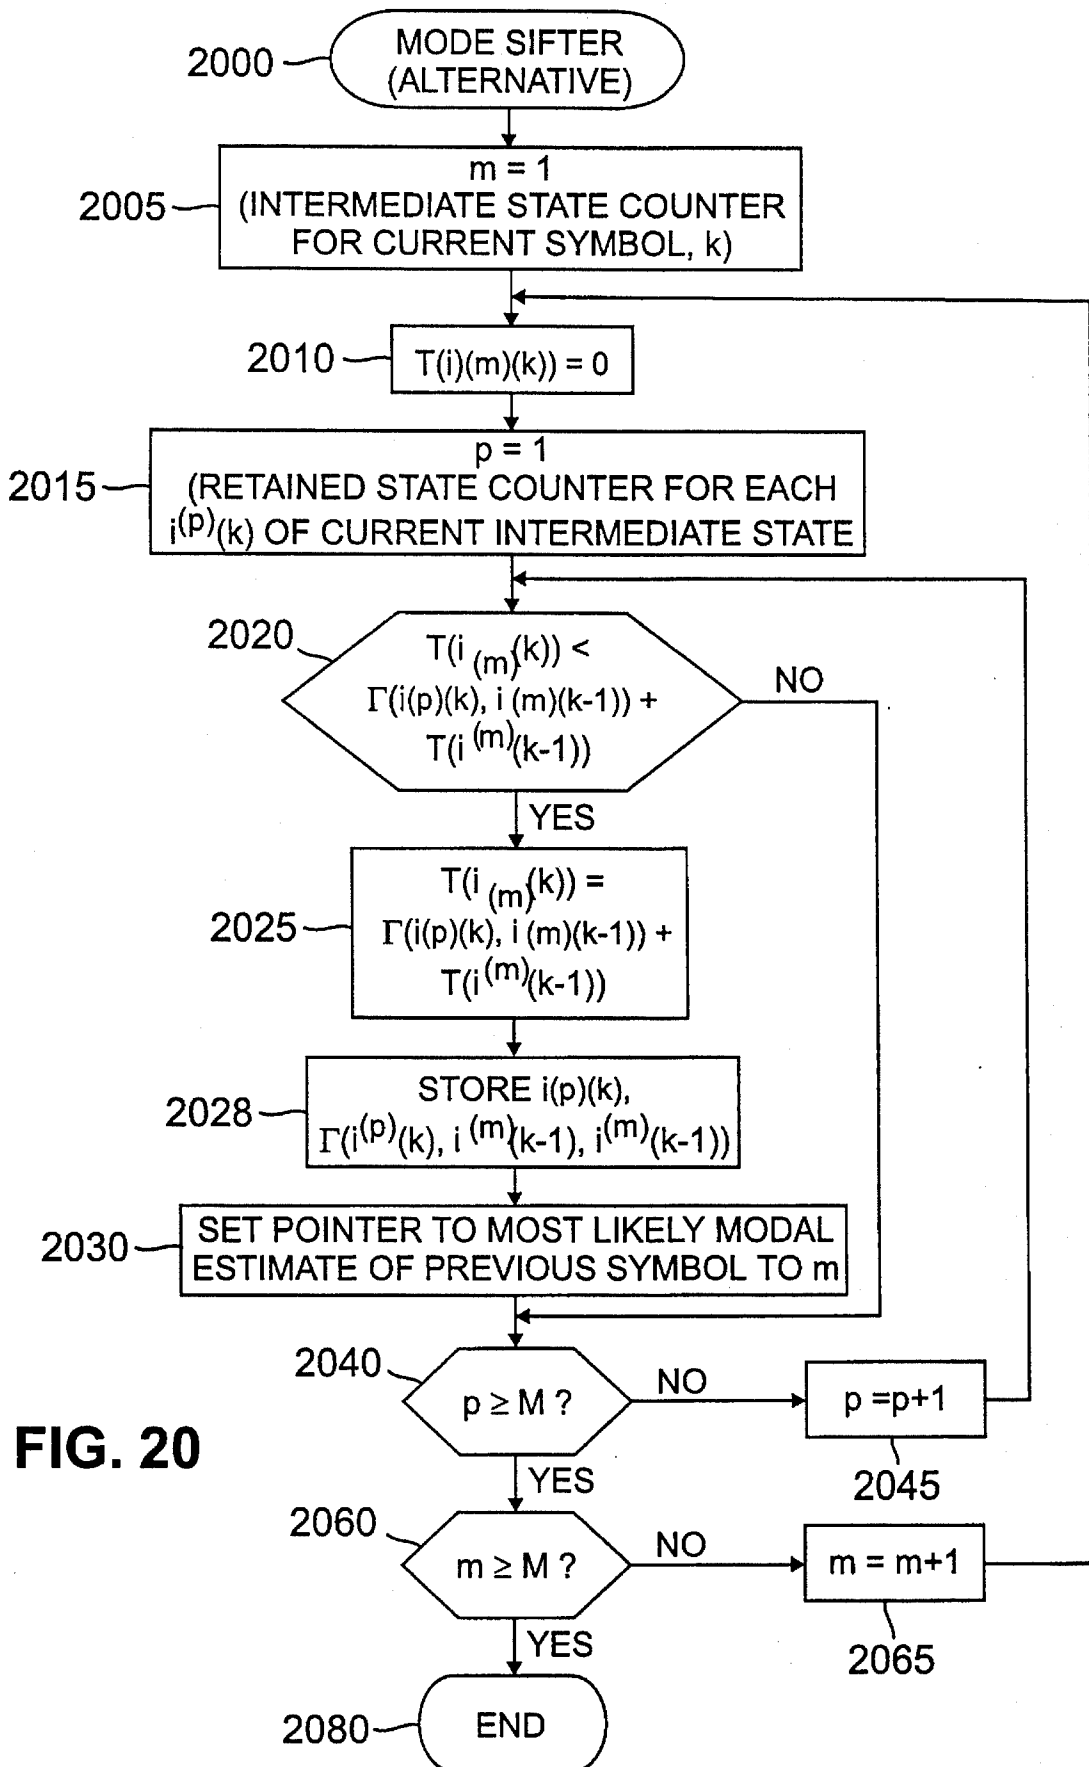 2000
MODE SIFTER
(ALTERNATIVE)
2005
m = 1
(INTERMEDIATE STATE COUNTER
FOR CURRENT SYMBOL, k)
2010
T(i)(m)(k)) = 0
2015
p = 1
(RETAINED STATE COUNTER FOR EACH
i(p)(k) OF CURRENT INTERMEDIATE STATE
2020
T(i (m)(k)) <
Γ(i(p)(k), i (m)(k-1)) +
T(i(m)(k-1))
NO
YES
2025
T(i (m)(k)) =
Γ(i(p)(k), i (m)(k-1)) +
T(i(m)(k-1))
2028
STORE i(p)(k),
Γ(i(p)(k), i (m)(k-1), i(m)(k-1))
2030
SET POINTER TO MOST LIKELY MODAL
ESTIMATE OF PREVIOUS SYMBOL TO m
2040
p ≥ M ?
NO
p =p+1
2045
FIG. 20
YES
2060
m ≥ M ?
NO
m = m+1
2065
YES
2080
END